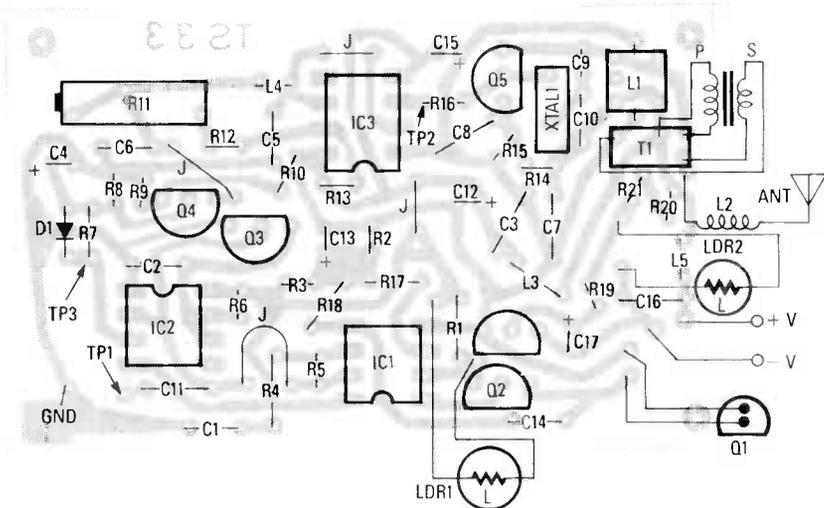 TS33
J
C15
Q5
C9
L1
P
S
R11
L4
IC3
R16
XTAL1
C10
TP2
C8
T1
C6
R12
C5
R15
C4
J
R10
R13
R14
R8
R9
C12
R21
R20
ANT
Q4
J
C3
C7
L2
D1
R7
Q3
C13
R2
LDR2
C2
L3
L5
L
TP3
R3
R17
R19
C16
R6
R18
J
IC2
R1
C17
+ V
TP1
IC1
− V
R5
C11
R4
Q2
GND
C1
C14
Q1
LDR1
L